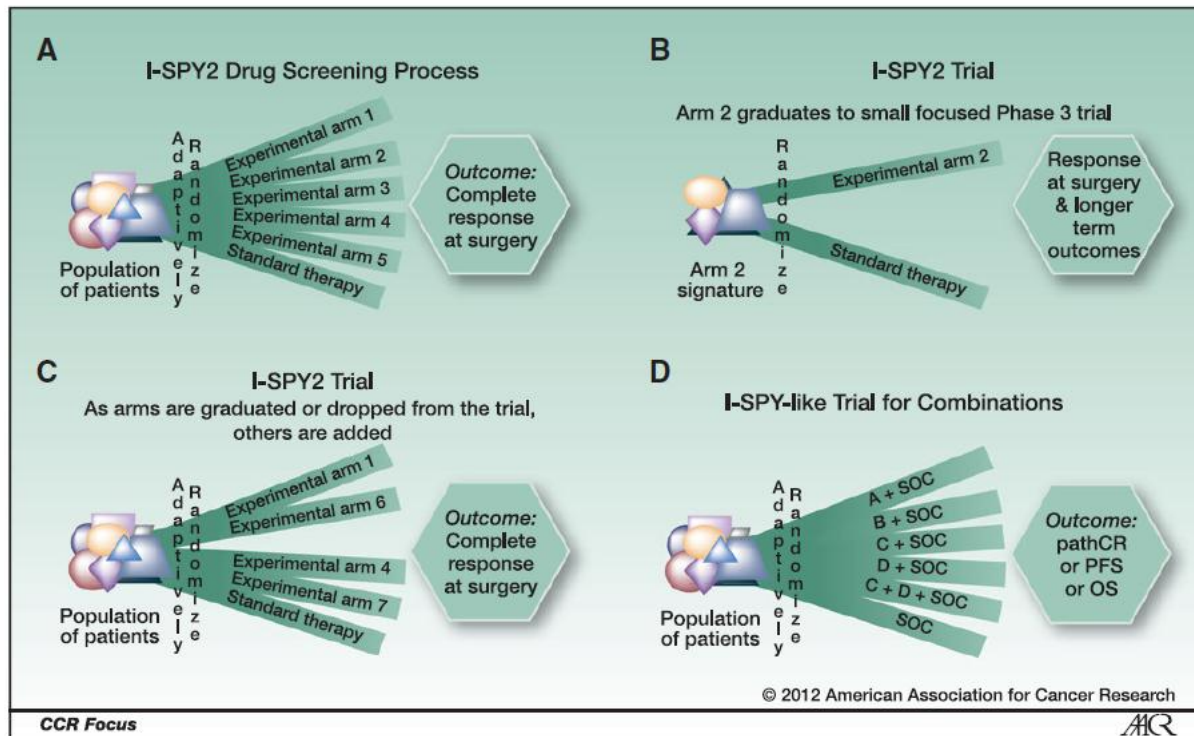 A
I-SPY2 Drug Screening Process
Adaptively
Randomize
Experimental arm 1
Experimental arm 2
Experimental arm 3
Experimental arm 4
Experimental arm 5
Standard therapy
Population
of patients
Outcome:
Complete
response
at surgery
B
I-SPY2 Trial
Arm 2 graduates to small focused Phase 3 trial
Randomize
Experimental arm 2
Standard therapy
Arm 2
signature
Response
at surgery
& longer
term
outcomes
C
I-SPY2 Trial
As arms are graduated or dropped from the trial,
others are added
Adaptively
Randomize
Experimental arm 1
Experimental arm 6
Experimental arm 4
Experimental arm 7
Standard therapy
Population
of patients
Outcome:
Complete
response
at surgery
D
I-SPY-like Trial for Combinations
Adaptively
Randomize
A + SOC
B + SOC
C + SOC
D + SOC
C + D + SOC
SOC
Population
of patients
Outcome:
pathCR
or PFS
or OS
© 2012 American Association for Cancer Research
CCR Focus
AACR